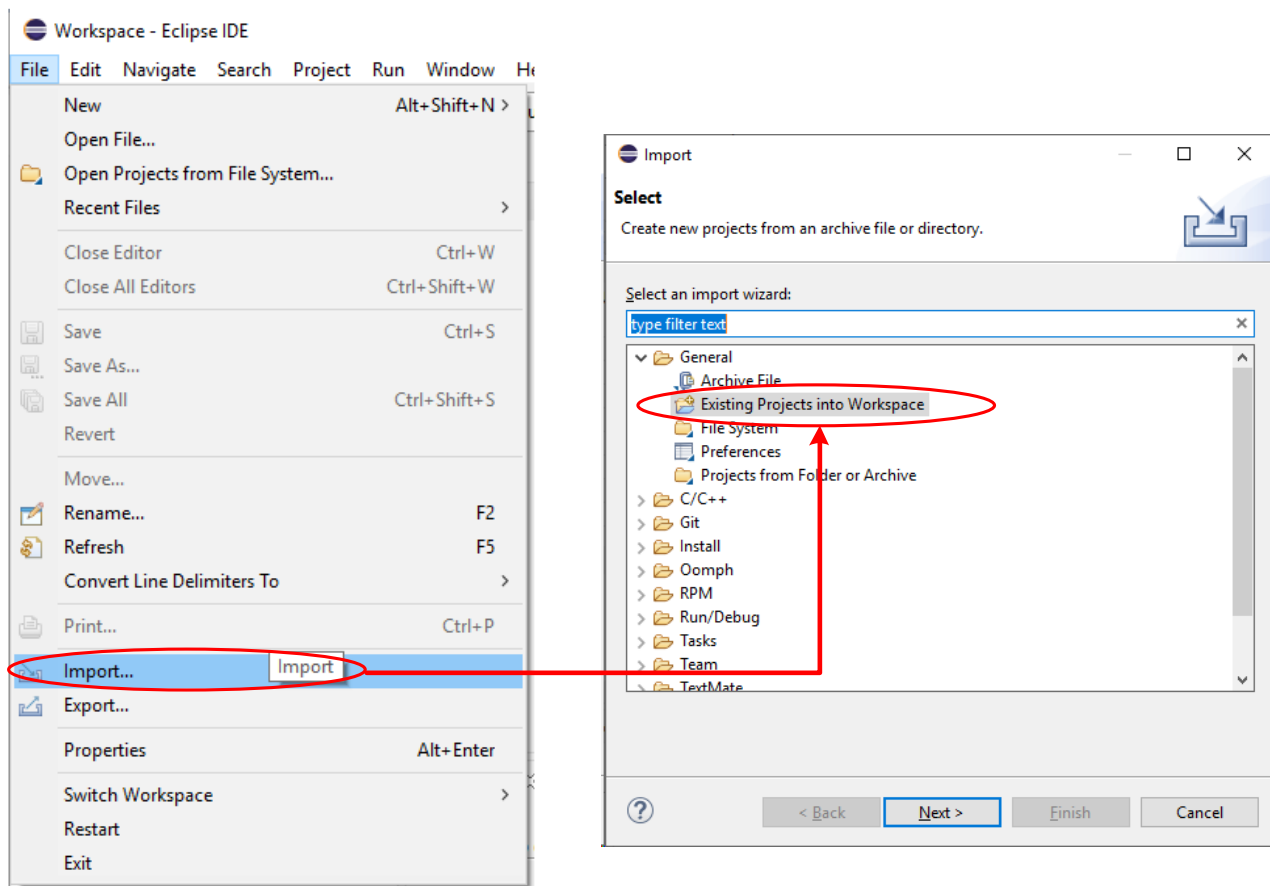 Workspace - Eclipse IDE
File Edit Navigate Search Project Run Window
New Alt+Shift+N >
Open File...
Open Projects from File System...
Recent Files >
Close Editor Ctrl+W
Close All Editors Ctrl+Shift+W
Save Ctrl+S
Save As...
Save All Ctrl+Shift+S
Revert
Move...
Rename... F2
Refresh F5
Convert Line Delimiters To >
Print... Ctrl+P
Import... Import
Export...
Properties Alt+Enter
Switch Workspace >
Restart
Exit
Import
Select
Create new projects from an archive file or directory.
Select an import wizard:
type filter text
General
Archive File
Existing Projects into Workspace
File System
Preferences
Projects from Folder or Archive
C/C++
Git
Install
Oomph
RPM
Run/Debug
Tasks
Team
TextMate
? < Back Next > Finish Cancel